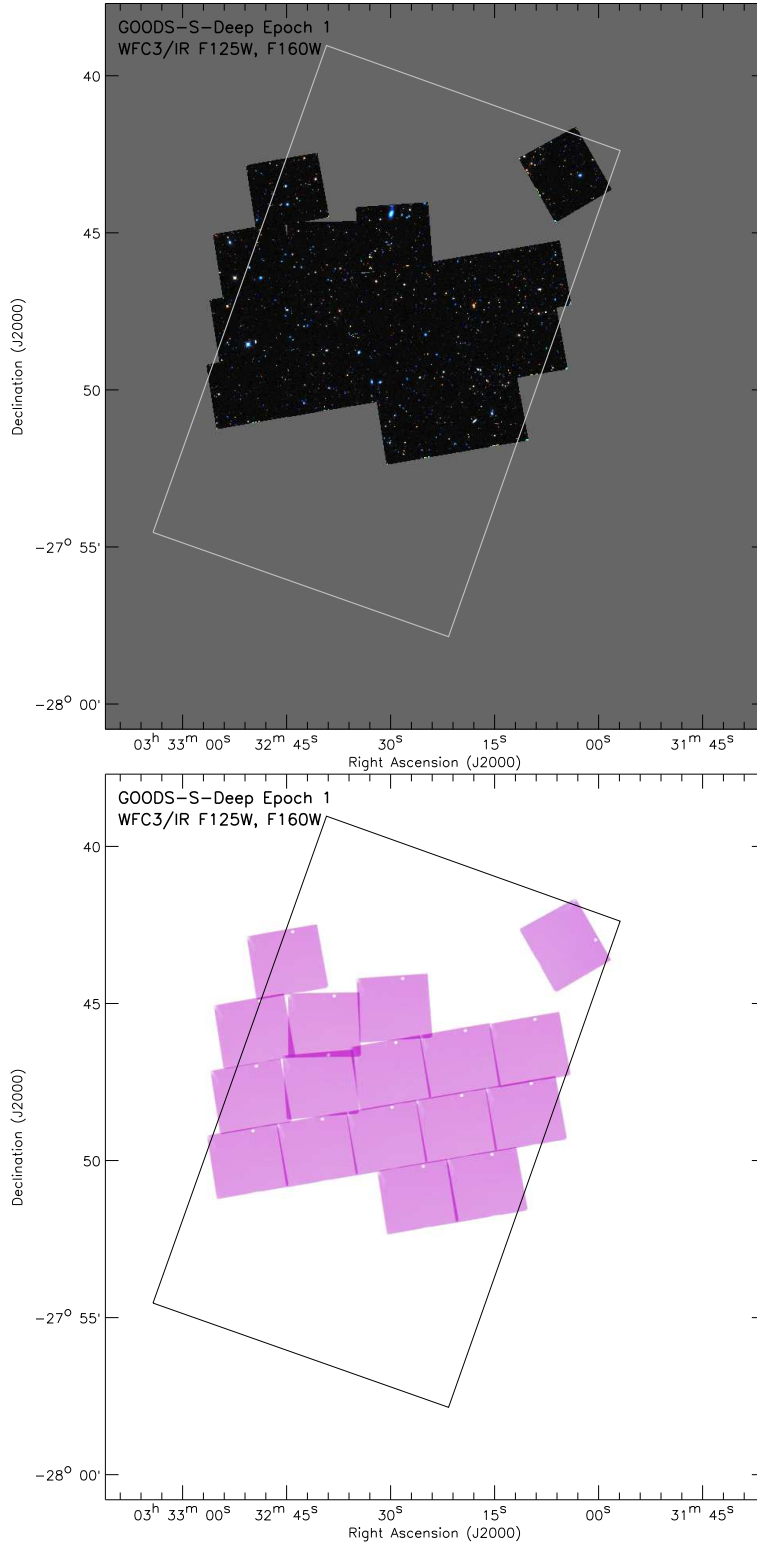 GOODS-S-Deep Epoch 1
WFC3/IR F125W, F160W
40
45
50
-27° 55'
-28° 00'
Declination (J2000)
03ʰ 33ᵐ 00ˢ 32ᵐ 45ˢ 30ˢ 15ˢ 00ˢ 31ᵐ 45ˢ
Right Ascension (J2000)
GOODS-S-Deep Epoch 1
WFC3/IR F125W, F160W
40
45
50
-27° 55'
-28° 00'
Declination (J2000)
03ʰ 33ᵐ 00ˢ 32ᵐ 45ˢ 30ˢ 15ˢ 00ˢ 31ᵐ 45ˢ
Right Ascension (J2000)